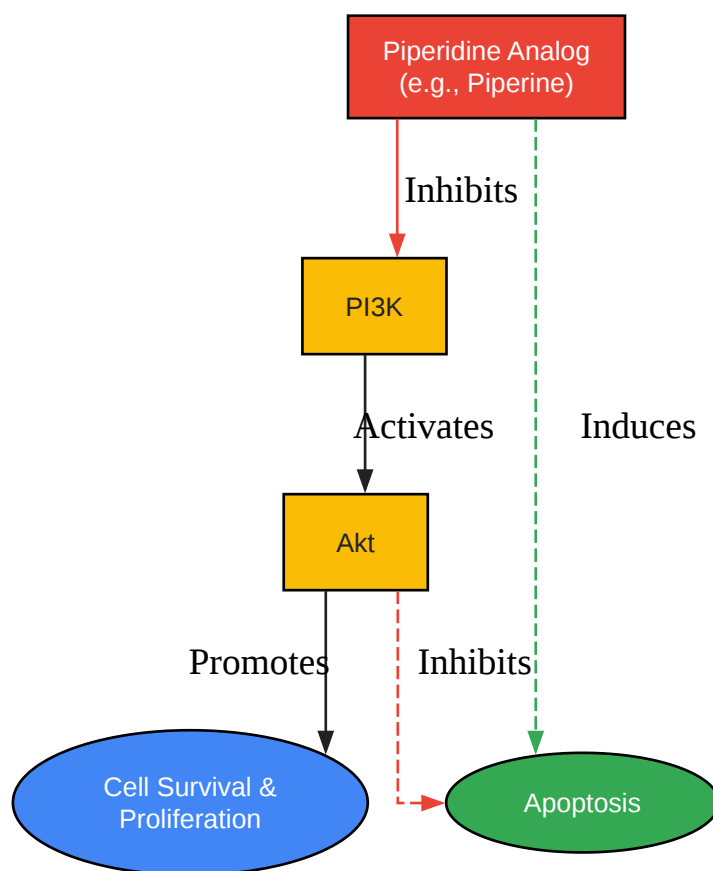 Piperidine Analog
(e.g., Piperine)
Inhibits
PI3K
Activates
Induces
Akt
Promotes
Inhibits
Cell Survival &
Proliferation
Apoptosis